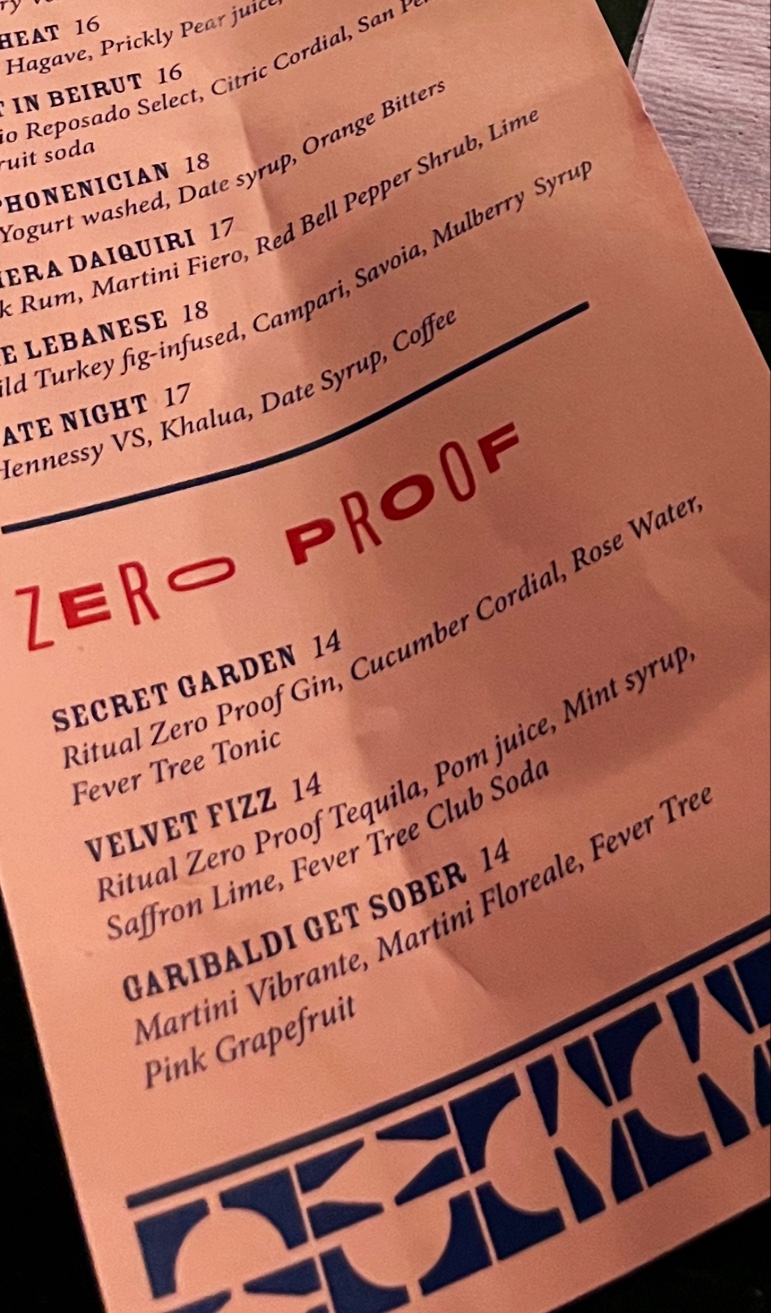 HEAT 16
Hagave, Prickly Pear juice,
IN BEIRUT 16
io Reposado Select, Citric Cordial, San Pe
ruit soda
PHONENICIAN 18
Yogurt washed, Date syrup, Orange Bitters
IERA DAIQUIRI 17
k Rum, Martini Fiero, Red Bell Pepper Shrub, Lime
E LEBANESE 18
ild Turkey fig-infused, Campari, Savoia, Mulberry Syrup
ATE NIGHT 17
Hennessy VS, Khalua, Date Syrup, Coffee
ZERO PROOF
SECRET GARDEN 14
Ritual Zero Proof Gin, Cucumber Cordial, Rose Water,
Fever Tree Tonic
VELVET FIZZ 14
Ritual Zero Proof Tequila, Pom juice, Mint syrup,
Saffron Lime, Fever Tree Club Soda
GARIBALDI GET SOBER 14
Martini Vibrante, Martini Floreale, Fever Tree
Pink Grapefruit